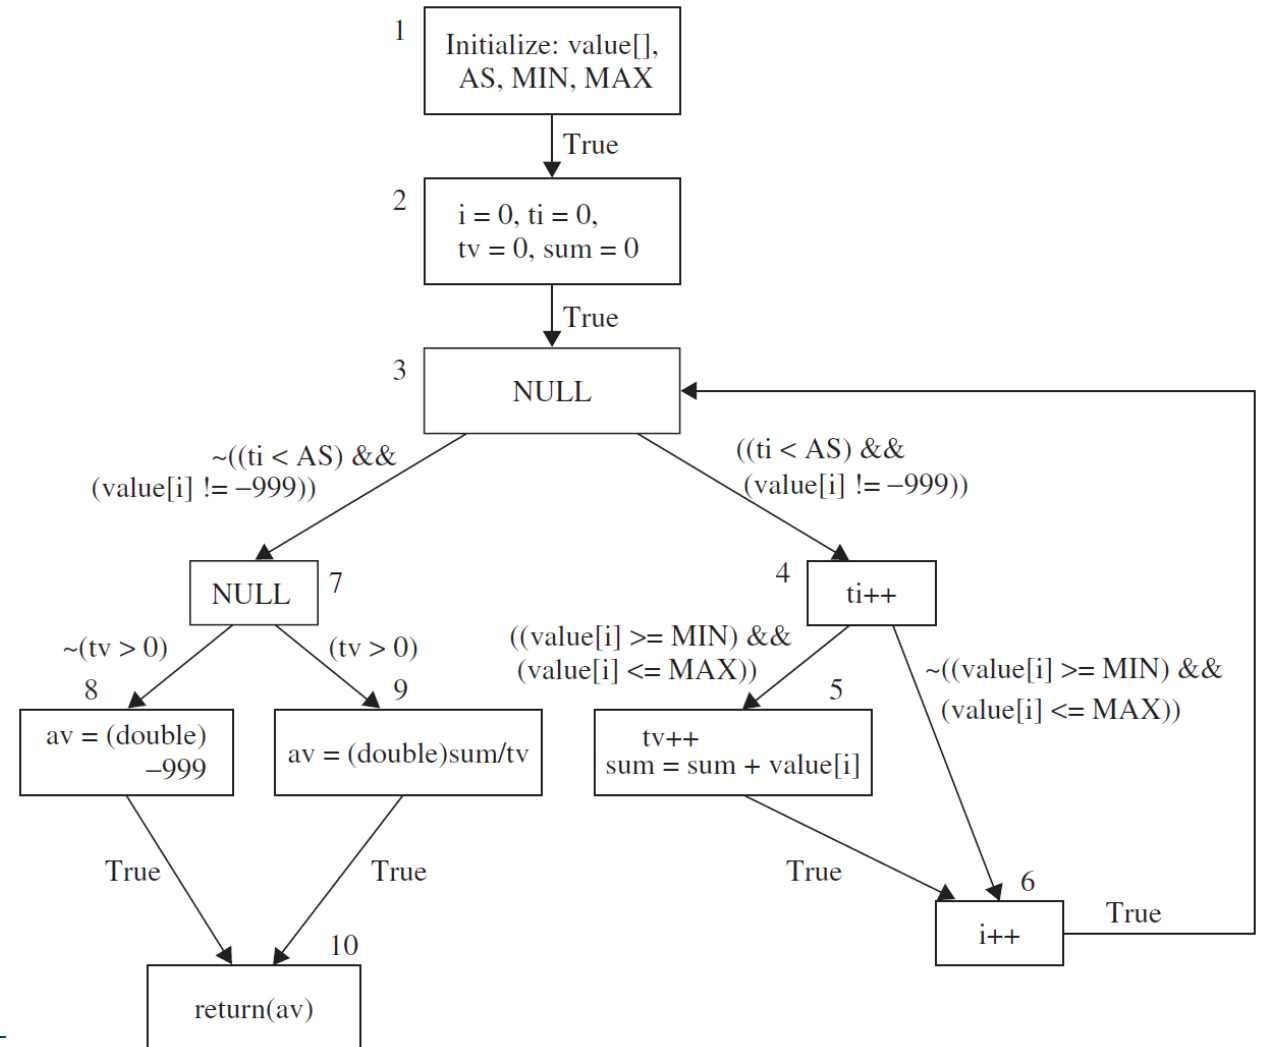 1
Initialize: value[],
AS, MIN, MAX
True
2
i = 0, ti = 0,
tv = 0, sum = 0
True
3
NULL
~((ti < AS) &&
(value[i] != −999))
((ti < AS) &&
(value[i] != −999))
NULL
7
4
ti++
~(tv > 0)
(tv > 0)
((value[i] >= MIN) &&
(value[i] <= MAX))
~((value[i] >= MIN) &&
(value[i] <= MAX))
8
av = (double)
−999
9
av = (double)sum/tv
5
tv++
sum = sum + value[i]
True
True
True
6
i++
True
10
return(av)